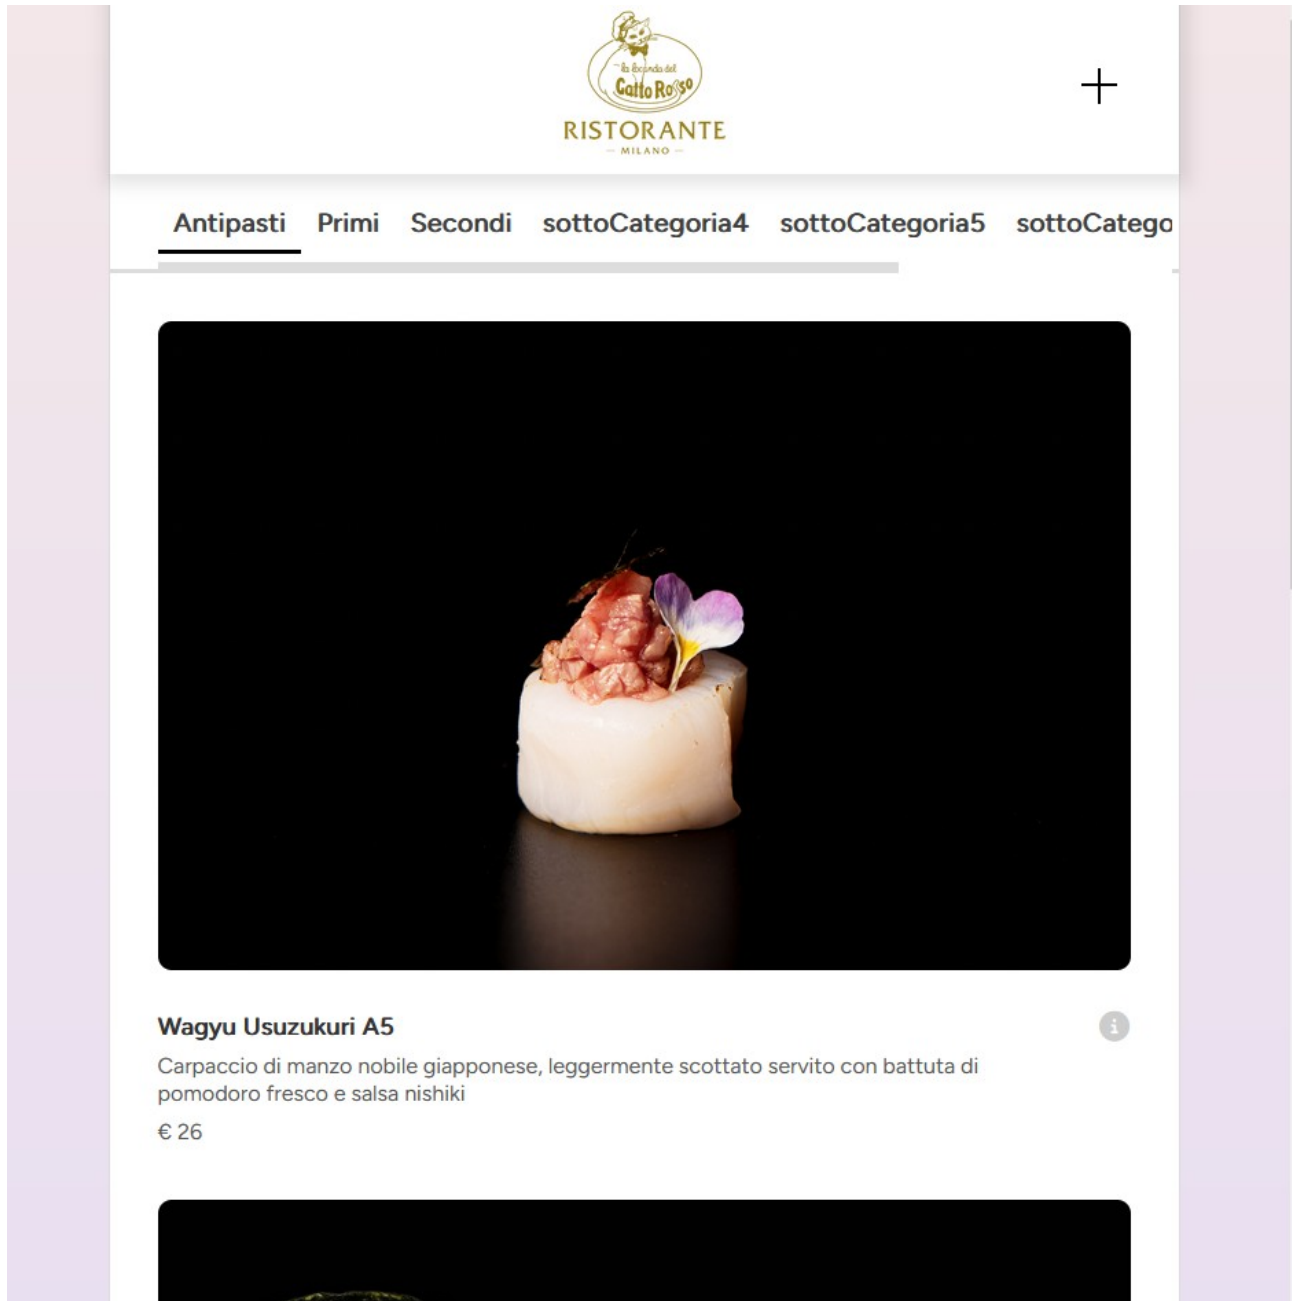 la locanda del
Gatto Rosso
RISTORANTE
— MILANO —
Antipasti Primi Secondi sottoCategoria4 sottoCategoria5 sottoCatego
Wagyu Usuzukuri A5
Carpaccio di manzo nobile giapponese, leggermente scottato servito con battuta di
pomodoro fresco e salsa nishiki
€ 26